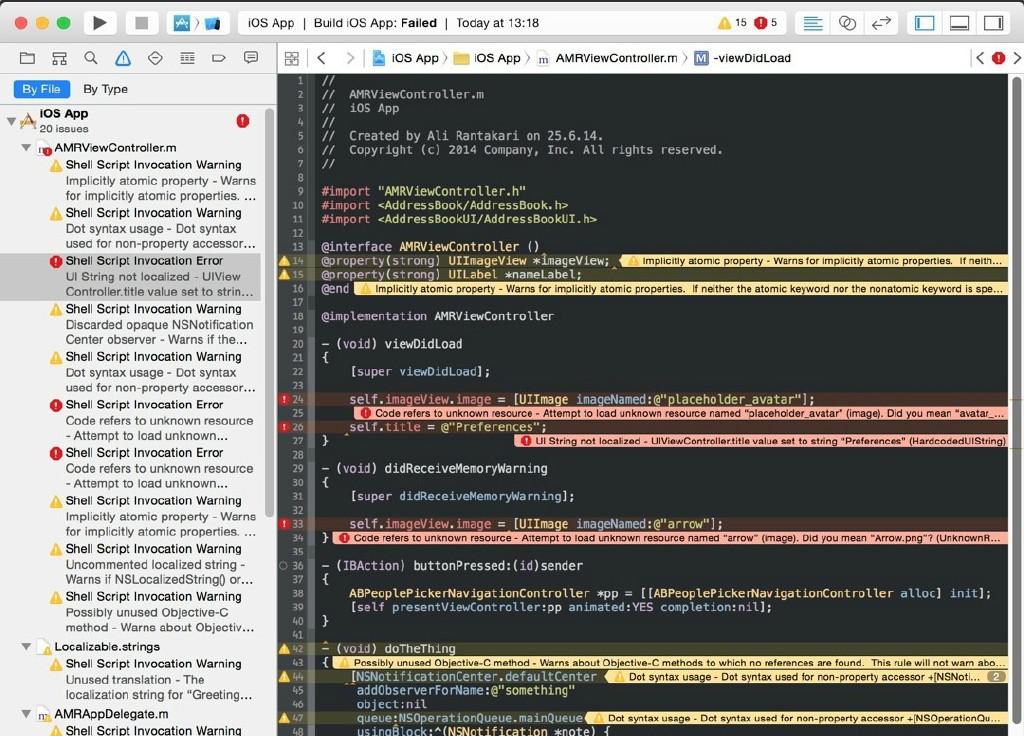 iOS App | Build iOS App: Failed | Today at 13:18
15 5
iOS App iOS App AMRViewController.m M -viewDidLoad
By File By Type
iOS App
20 issues
AMRViewController.m
Shell Script Invocation Warning
Implicitly atomic property - Warns
for implicitly atomic properties. ...
Shell Script Invocation Warning
Dot syntax usage - Dot syntax
used for non-property accessor...
Shell Script Invocation Error
UI String not localized - UIView
Controller.title value set to strin...
Shell Script Invocation Warning
Discarded opaque NSNotification
Center observer - Warns if the...
Shell Script Invocation Warning
Dot syntax usage - Dot syntax
used for non-property accessor...
Shell Script Invocation Error
Code refers to unknown resource
- Attempt to load unknown...
Shell Script Invocation Error
Code refers to unknown resource
- Attempt to load unknown...
Shell Script Invocation Warning
Implicitly atomic property - Warns
for implicitly atomic properties. ...
Shell Script Invocation Warning
Uncommented localized string -
Warns if NSLocalizedString() or...
Shell Script Invocation Warning
Possibly unused Objective-C
method - Warns about Objectiv...
Localizable.strings
Shell Script Invocation Warning
Unused translation - The
localization string for "Greeting...
AMRAppDelegate.m
Shell Script Invocation Warning
1 //
2 // AMRViewController.m
3 // iOS App
4 //
5 // Created by Ali Rantakari on 25.6.14.
6 // Copyright (c) 2014 Company, Inc. All rights reserved.
7 //
8
9 #import "AMRViewController.h"
10 #import <AddressBook/AddressBook.h>
11 #import <AddressBookUI/AddressBookUI.h>
12
13 @interface AMRViewController ()
14 @property(strong) UIImageView *imageView; Implicitly atomic property - Warns for implicitly atomic properties. If neith...
15 @property(strong) UILabel *nameLabel;
16 @end Implicitly atomic property - Warns for implicitly atomic properties. If neither the atomic keyword nor the nonatomic keyword is spe...
17
18 @implementation AMRViewController
19
20 - (void) viewDidLoad
21 {
22 [super viewDidLoad];
23
24 self.imageView.image = [UIImage imageNamed:@"placeholder_avatar"];
25 Code refers to unknown resource - Attempt to load unknown resource named "placeholder_avatar" (image). Did you mean "avatar_...
26 self.title = @"Preferences";
27 } UI String not localized - UIViewController.title value set to string "Preferences" (HardcodedUIString)
28
29 - (void) didReceiveMemoryWarning
30 {
31 [super didReceiveMemoryWarning];
32
33 self.imageView.image = [UIImage imageNamed:@"arrow"];
34 } Code refers to unknown resource - Attempt to load unknown resource named "arrow" (image). Did you mean "Arrow.png"? (UnknownR...
35
36 - (IBAction) buttonPressed:(id)sender
37 {
38 ABPeoplePickerNavigationController *pp = [[ABPeoplePickerNavigationController alloc] init];
39 [self presentViewController:pp animated:YES completion:nil];
40 }
41
42 - (void) doTheThing
43 { Possibly unused Objective-C method - Warns about Objective-C methods to which no references are found. This rule will not warn abo...
44 [NSNotificationCenter.defaultCenter Dot syntax usage - Dot syntax used for non-property accessor +[NSNoti... 2
45 addObserverForName:@"something"
46 object:nil
47 queue:NSOperationQueue.mainQueue Dot syntax usage - Dot syntax used for non-property accessor +[NSOperationQu...
48 usingBlock:^(NSNotification *note) {